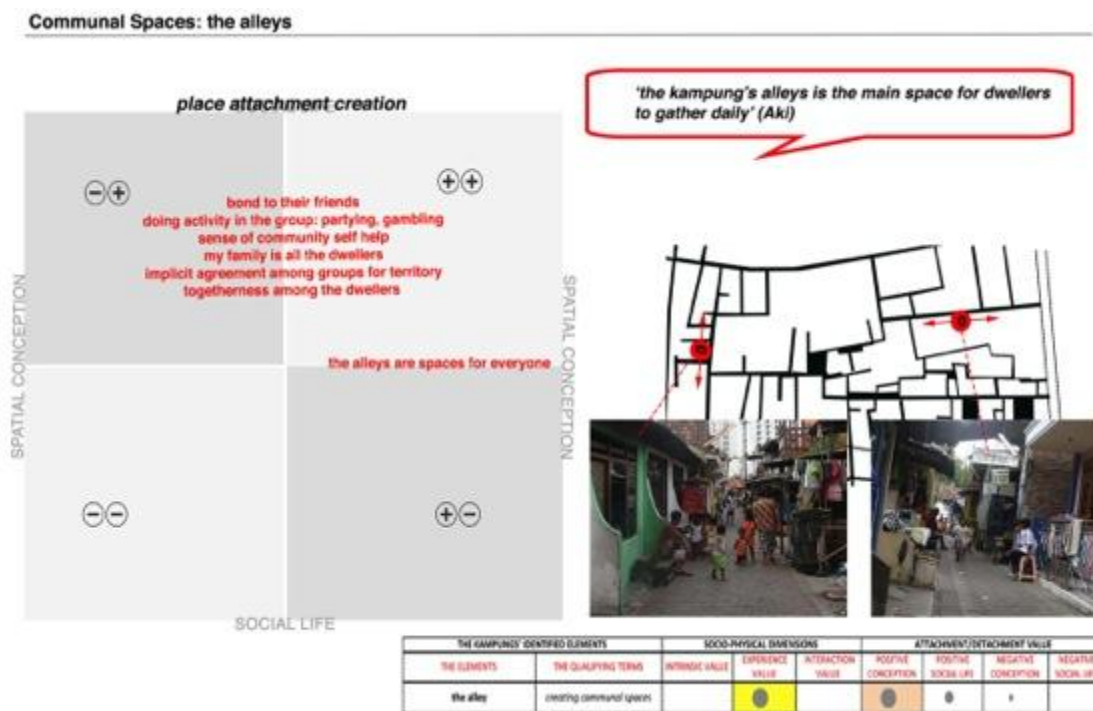 Communal Spaces: the alleys
place attachment creation
bond to their friends
doing activity in the group: partying, gambling
sense of community self help
my family is all the dwellers
implicit agreement among groups for territory
togetherness among the dwellers
the alleys are spaces for everyone
SPATIAL CONCEPTION
SPATIAL CONCEPTION
SOCIAL LIFE
'the kampung's alleys is the main space for dwellers
to gather daily' (Aki)
THE KAMPUNGS' IDENTIFIED ELEMENTS
SOCIO-PHYSICAL DIMENSIONS
ATTACHMENT/DETACHMENT VALUE
THE ELEMENTS
THE QUALIFYING TERMS
INTRINSIC VALUE
EXPERIENCE
VALUE
INTERACTION
VALUE
POSITIVE
CONCEPTION
POSITIVE
SOCIAL LIFE
NEGATIVE
CONCEPTION
NEGATIVE
SOCIAL LIFE
the alley
creating communal spaces